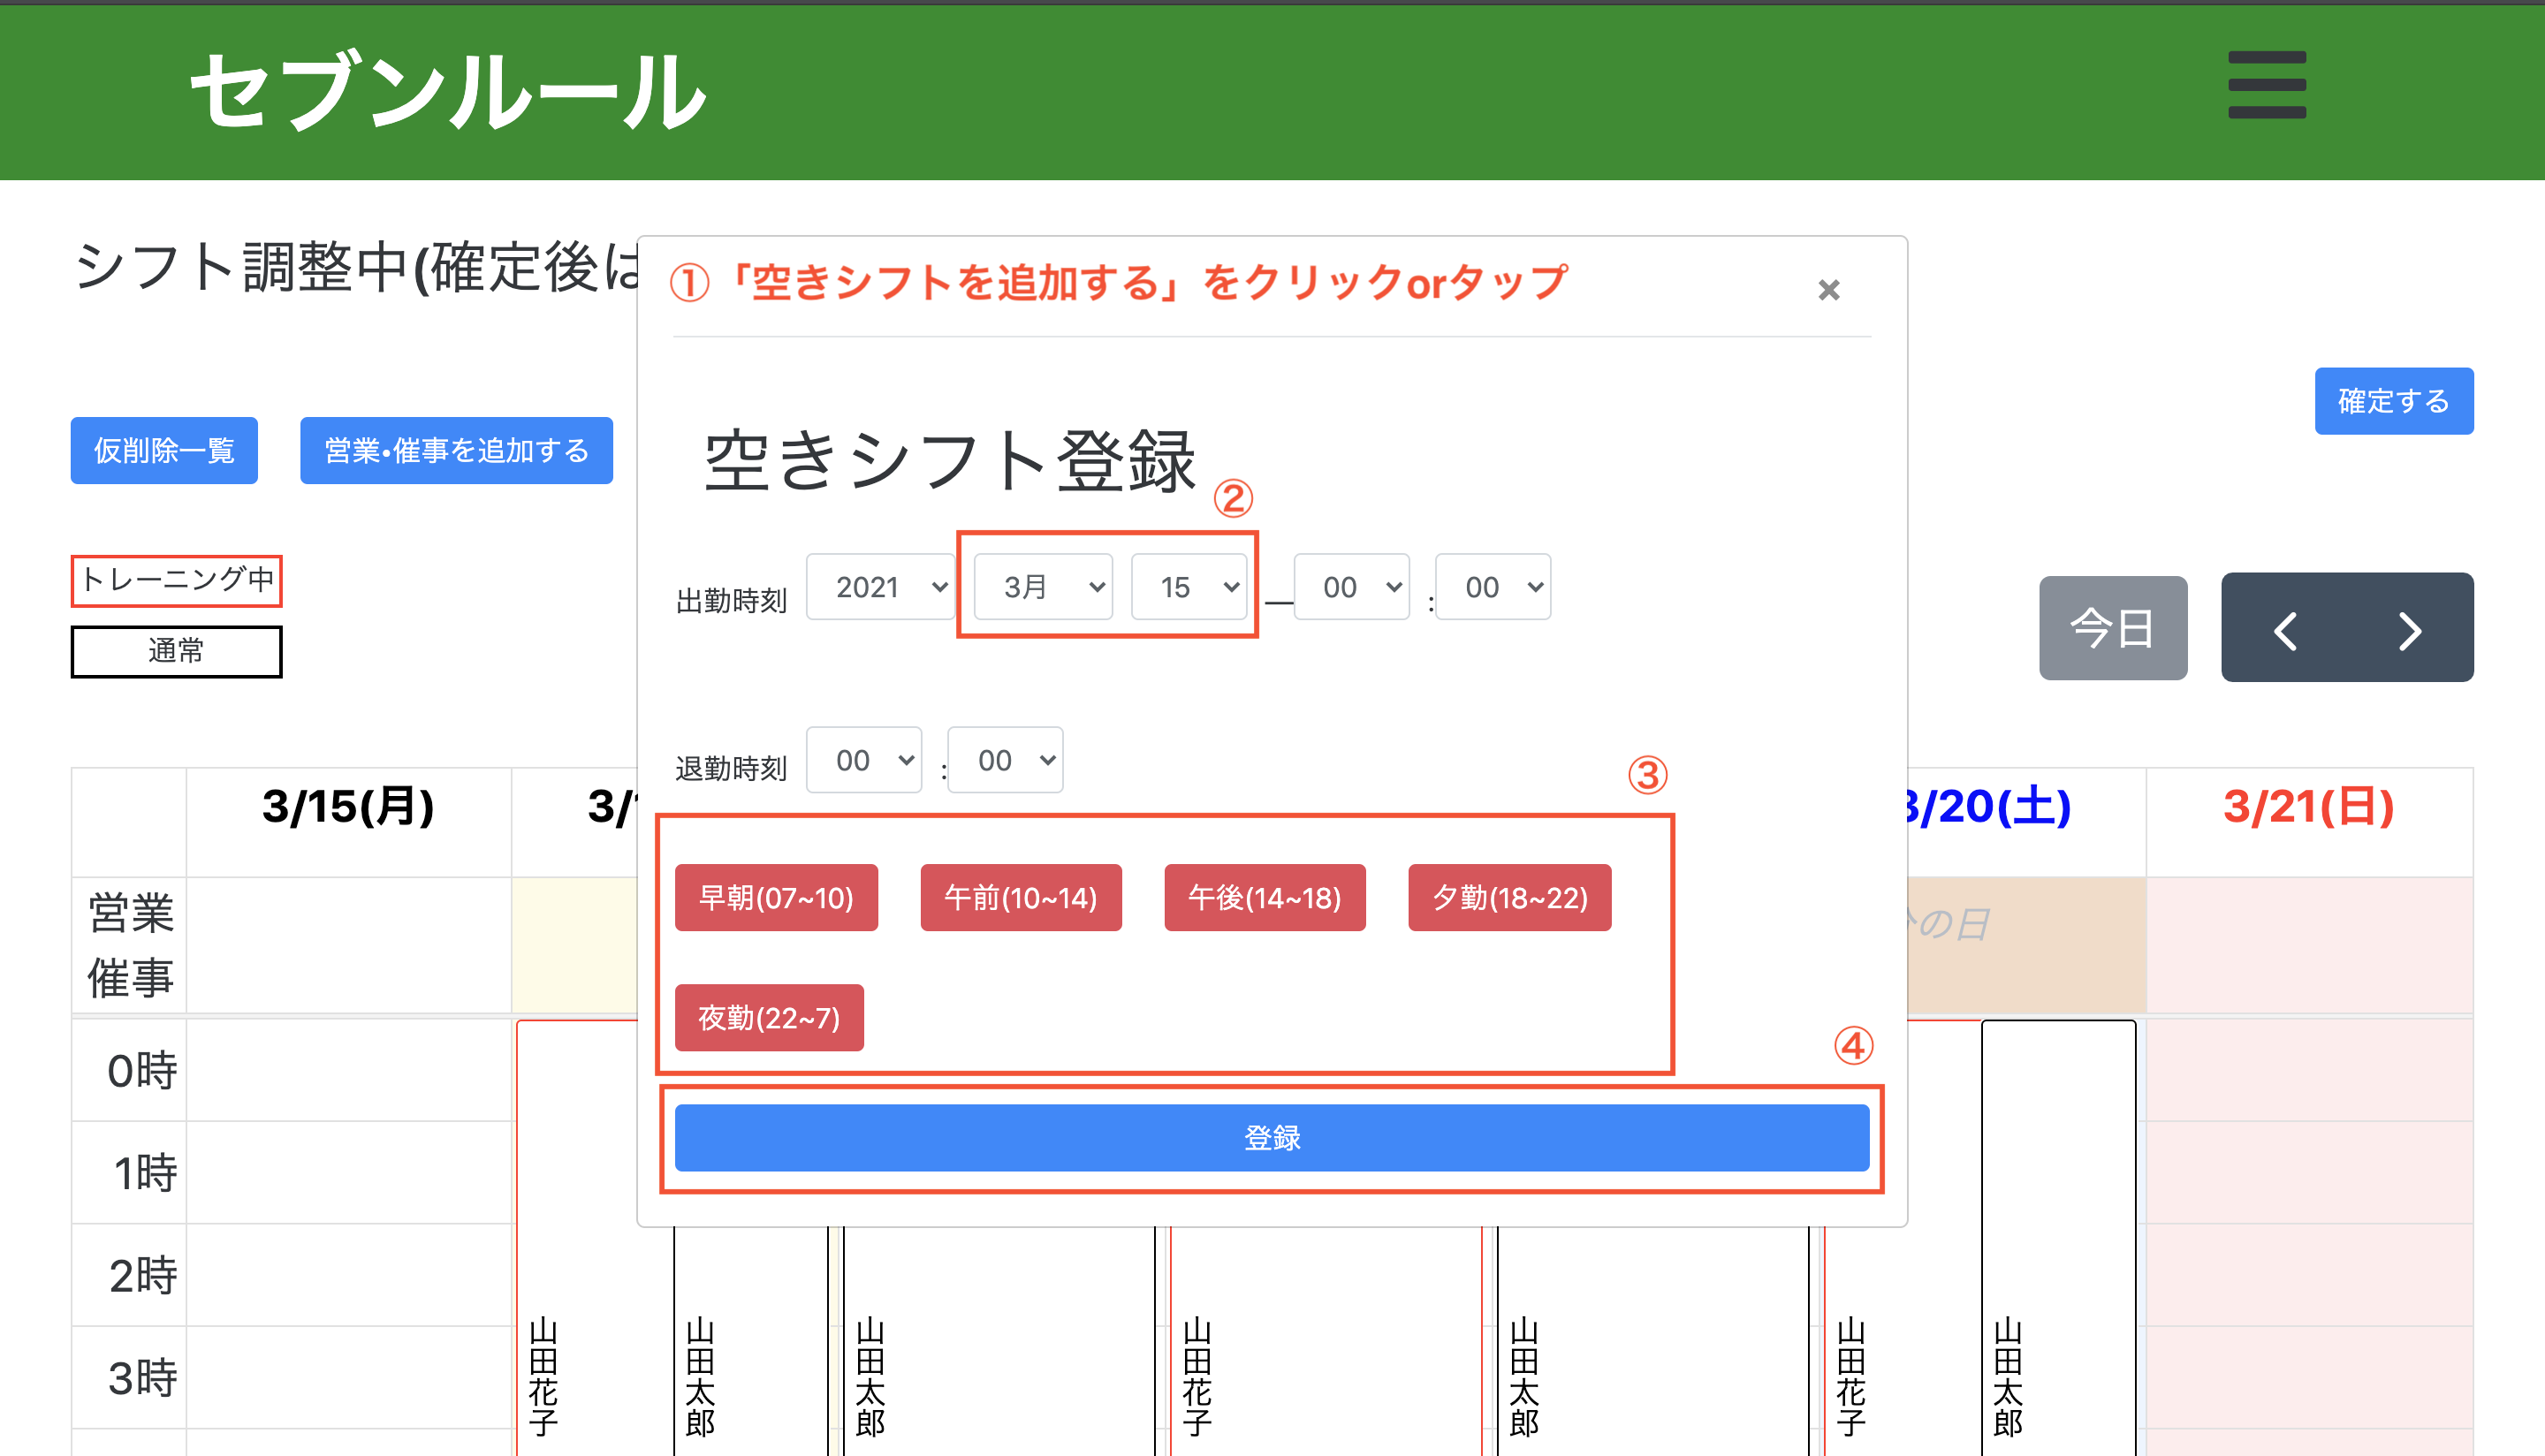 セブンルール
シフト調整中(確定後は
①「空きシフトを追加する」をクリックorタップ
×
確定する
仮削除一覧
営業・催事を追加する
空きシフト登録
②
トレーニング中
通常
出勤時刻 2021 3月 15 — 00 : 00
今日
退勤時刻 00 : 00
③
3/15(月)
3/20(土)
3/21(日)
早朝(07~10) 午前(10~14) 午後(14~18) 夕勤(18~22)
夜勤(22~7)
営業
催事
の日
④
登録
0時
1時
2時
3時
山田花子
山田太郎
山田太郎
山田花子
山田太郎
山田花子
山田太郎